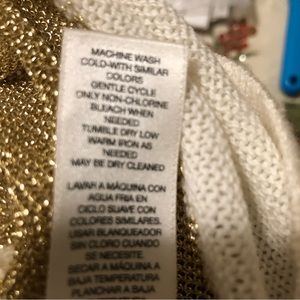 MACHINE WASH
COLD-WITH SIMILAR
COLORS
GENTLE CYCLE
ONLY NON-CHLORINE
BLEACH WHEN
NEEDED
TUMBLE DRY LOW
WARM IRON AS
NEEDED
MAY BE DRY CLEANED
LAVAR A MÁQUINA CON
AGUA FRIA EN
CICLO SUAVE CON
COLORES SIMILARES.
USAR BLANQUEADOR
SIN CLORO CUANDO
SE NECESITE.
SECAR A MÁQUINA A
BAJA TEMPERATURA
PLANCHAR A BAJA